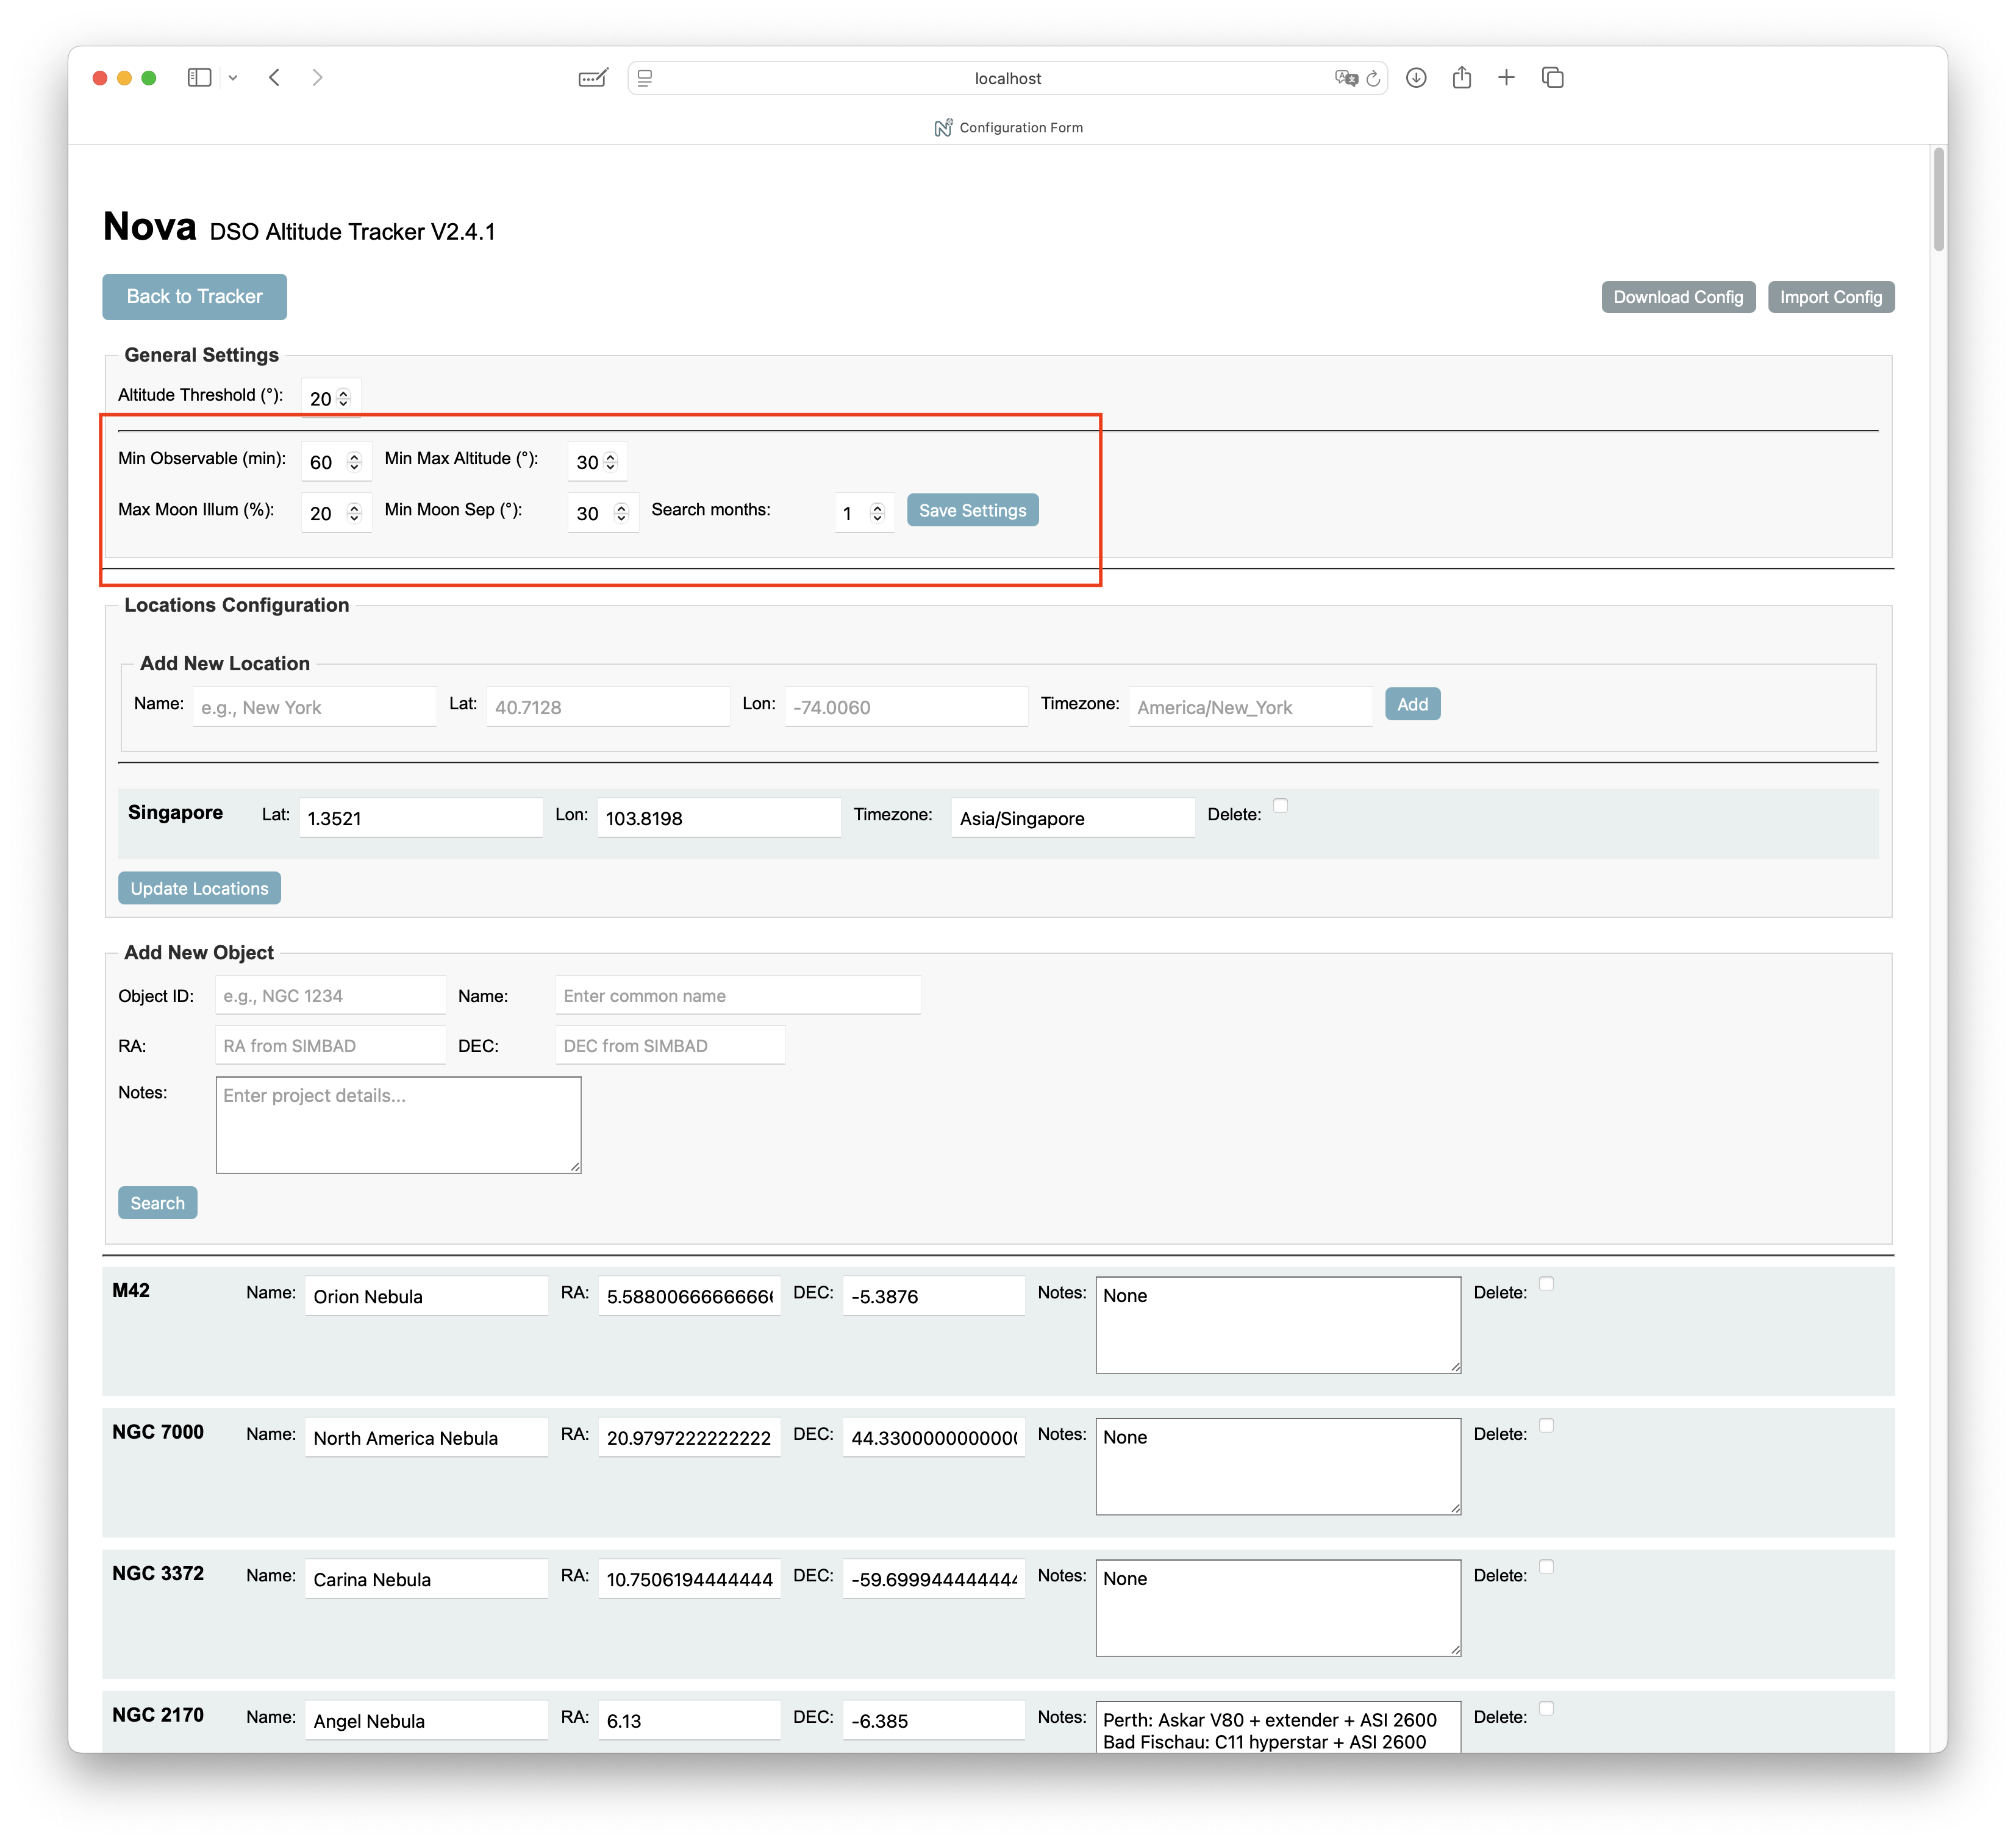 localhost
Configuration Form
Nova DSO Altitude Tracker V2.4.1
Back to Tracker Download Config Import Config
General Settings
Altitude Threshold (°): 20
Min Observable (min): 60 Min Max Altitude (°): 30
Max Moon Illum (%): 20 Min Moon Sep (°): 30 Search months: 1 Save Settings
Locations Configuration
Add New Location
Name: e.g., New York Lat: 40.7128 Lon: -74.0060 Timezone: America/New_York Add
Singapore Lat: 1.3521 Lon: 103.8198 Timezone: Asia/Singapore Delete:
Update Locations
Add New Object
Object ID: e.g., NGC 1234 Name: Enter common name
RA: RA from SIMBAD DEC: DEC from SIMBAD
Notes: Enter project details...
Search
M42 Name: Orion Nebula RA: 5.5880066666666 DEC: -5.3876 Notes: None Delete:
NGC 7000 Name: North America Nebula RA: 20.9797222222222 DEC: 44.3300000000000 Notes: None Delete:
NGC 3372 Name: Carina Nebula RA: 10.7506194444444 DEC: -59.699944444444 Notes: None Delete:
NGC 2170 Name: Angel Nebula RA: 6.13 DEC: -6.385 Notes: Perth: Askar V80 + extender + ASI 2600 Delete:
Bad Fischau: C11 hyperstar + ASI 2600